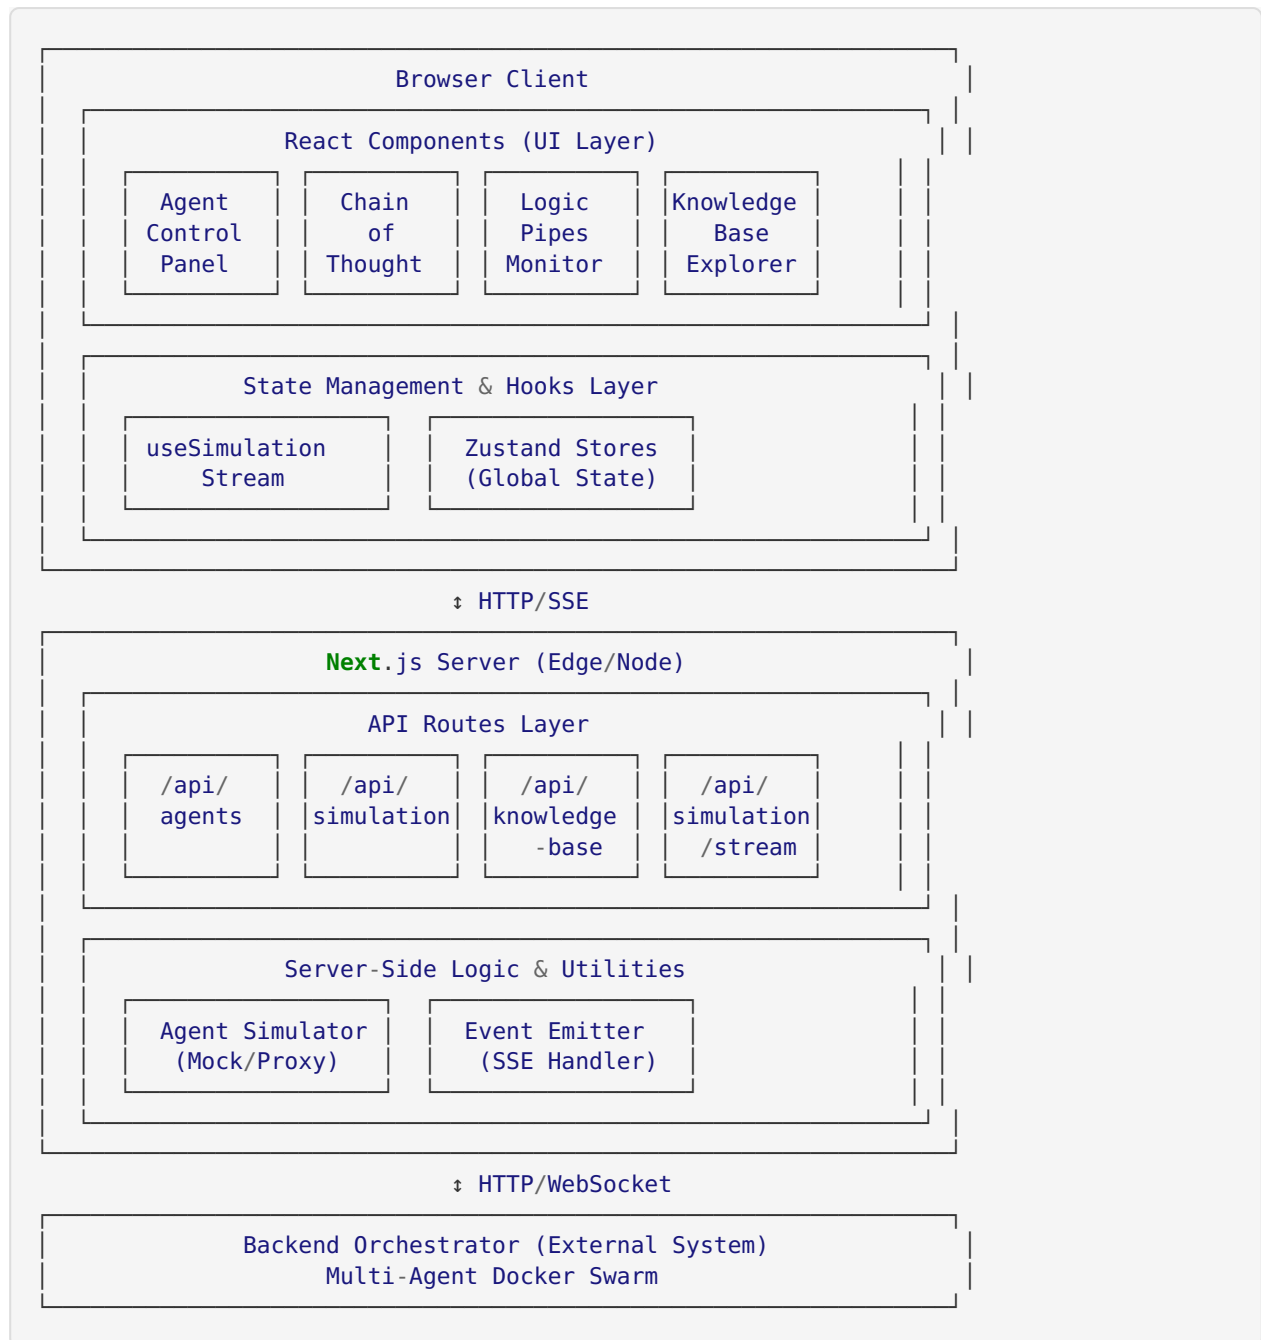 Browser Client
React Components (UI Layer)
Agent Chain Logic Knowledge
Control of Pipes Base
Panel Thought Monitor Explorer
State Management & Hooks Layer
useSimulation Zustand Stores
Stream (Global State)
↕ HTTP/SSE
Next.js Server (Edge/Node)
API Routes Layer
/api/ /api/ /api/ /api/
agents simulation knowledge simulation
-base /stream
Server-Side Logic & Utilities
Agent Simulator Event Emitter
(Mock/Proxy) (SSE Handler)
↕ HTTP/WebSocket
Backend Orchestrator (External System)
Multi-Agent Docker Swarm